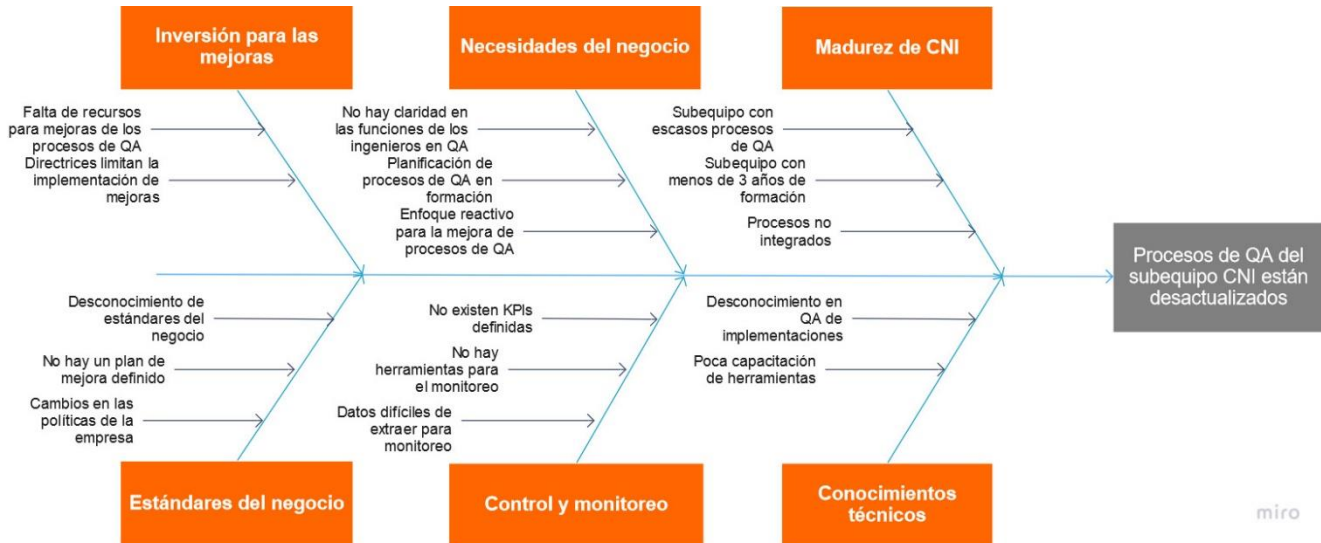 Inversión para las
mejoras
Necesidades del negocio
Madurez de CNI
Falta de recursos
para mejoras de los
procesos de QA
Directrices limitan la
implementación de
mejoras
No hay claridad en
las funciones de los
ingenieros en QA
Planificación de
procesos de QA en
formación
Enfoque reactivo
para la mejora de
procesos de QA
Subequipo con
escasos procesos
de QA
Subequipo con
menos de 3 años de
formación
Procesos no
integrados
Procesos de QA del
subequipo CNI están
desactualizados
Desconocimiento de
estándares del
negocio
No hay un plan de
mejora definido
Cambios en las
políticas de la
empresa
No existen KPIs
definidas
No hay
herramientas para
el monitoreo
Datos difíciles de
extraer para
monitoreo
Desconocimiento en
QA de
implementaciones
Poca capacitación
de herramientas
Estándares del negocio
Control y monitoreo
Conocimientos
técnicos
miro